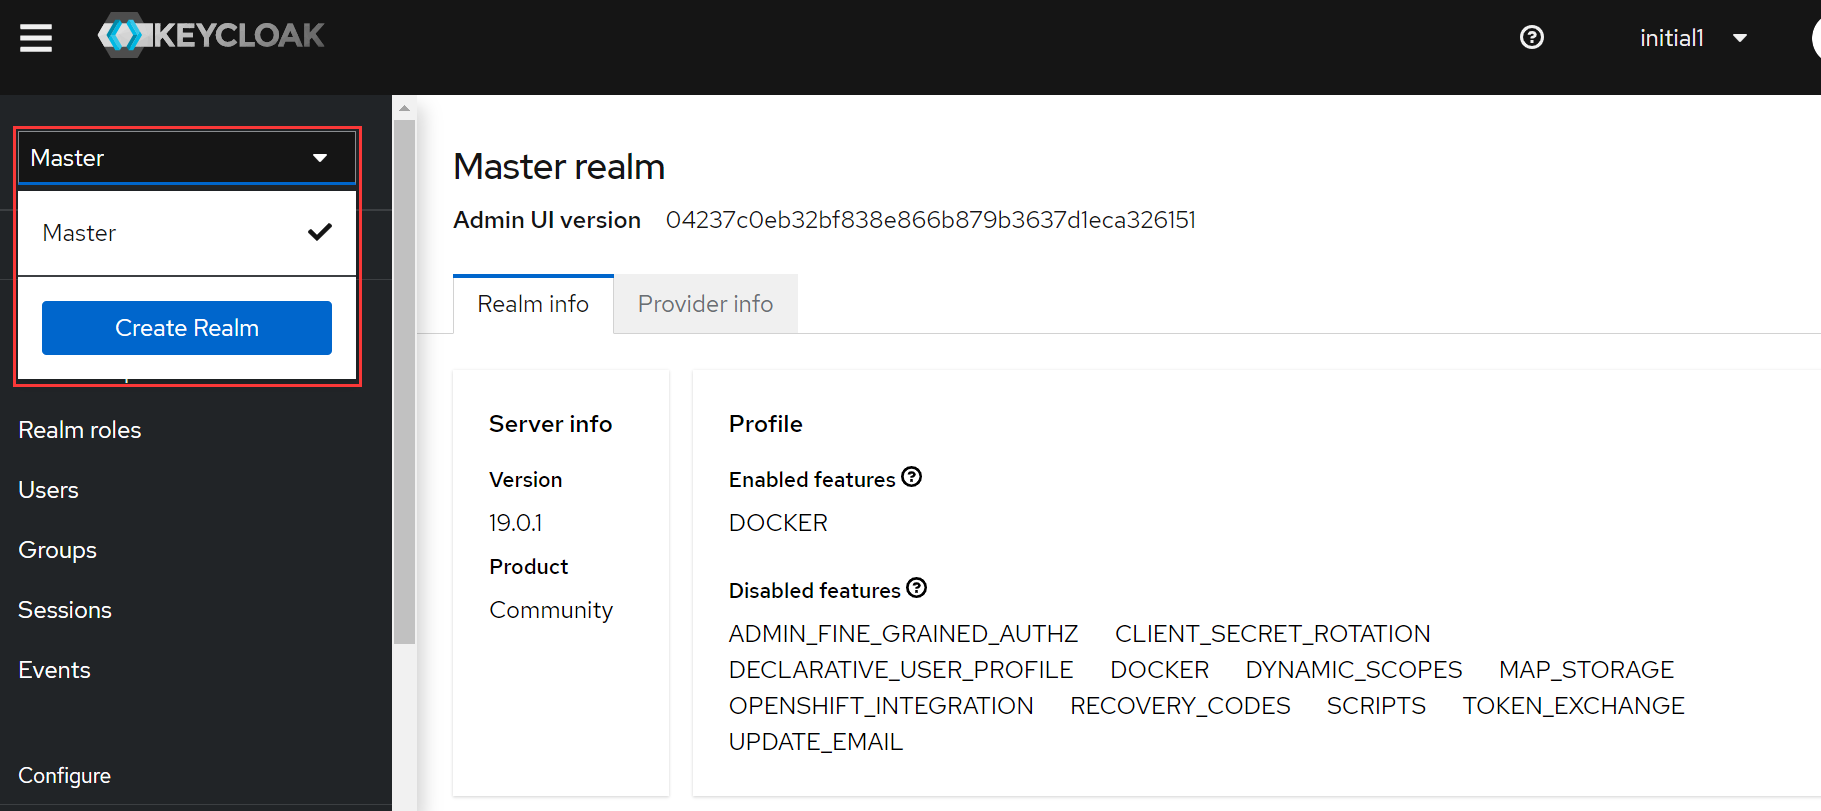 KEYCLOAK
initial1
Master
Master
Create Realm
Realm roles
Users
Groups
Sessions
Events
Configure
Master realm
Admin UI version 04237c0eb32bf838e866b879b3637d1eca326151
Realm info Provider info
Server info
Version
19.0.1
Product
Community
Profile
Enabled features
DOCKER
Disabled features
ADMIN_FINE_GRAINED_AUTHZ CLIENT_SECRET_ROTATION
DECLARATIVE_USER_PROFILE DOCKER DYNAMIC_SCOPES MAP_STORAGE
OPENSHIFT_INTEGRATION RECOVERY_CODES SCRIPTS TOKEN_EXCHANGE
UPDATE_EMAIL